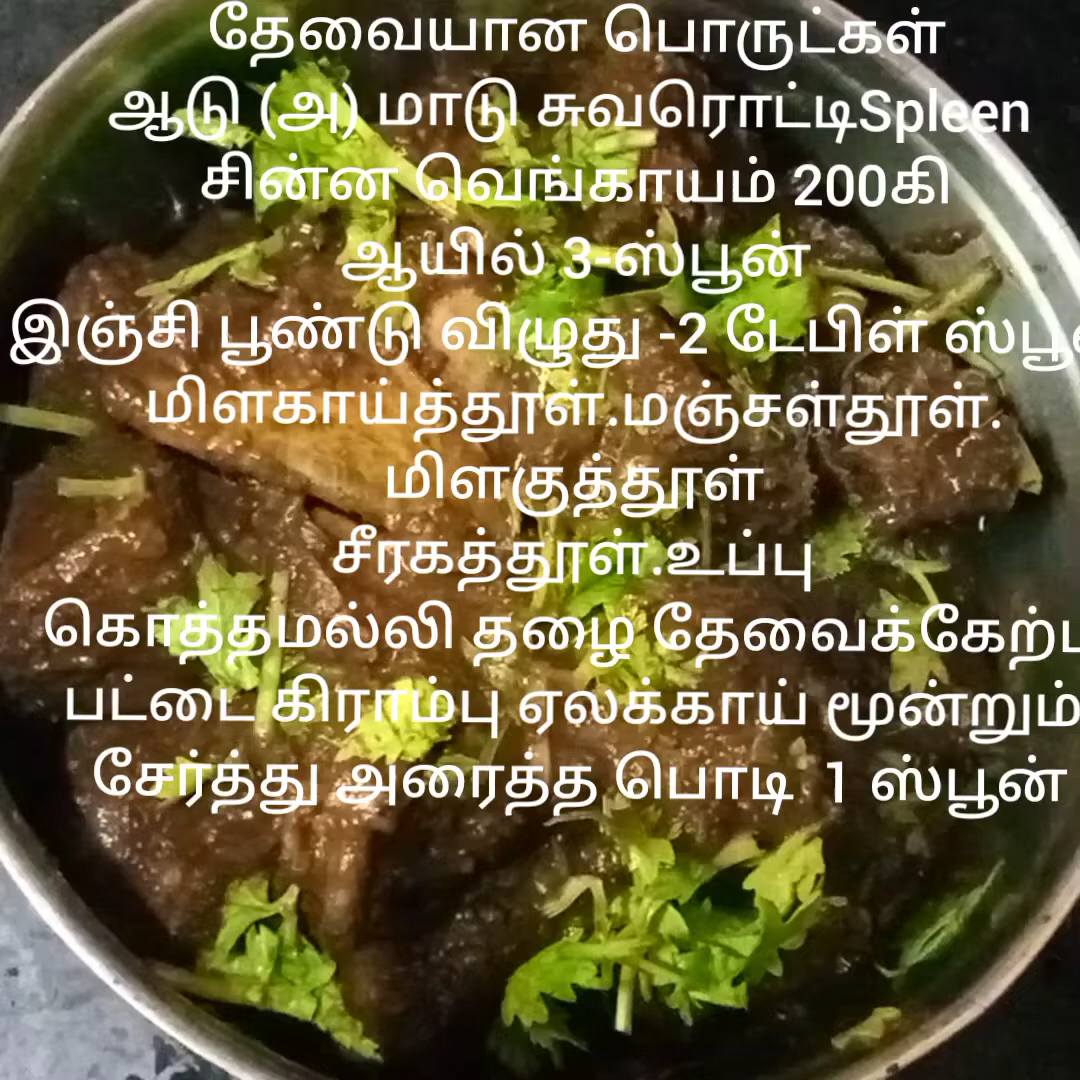 தேவையான பொருட்கள்
ஆடு (அ) மாடு சுவரொட்டிSpleen
சின்ன வெங்காயம் 200கி
ஆயில் 3-ஸ்பூன்
இஞ்சி பூண்டு விழுது -2 டேபிள்
மிளகாய்த்தூள்.மஞ்சள்தூள்.
மிளகுத்தூள்
சீரகத்தூள்.உப்பு
கொத்தமல்லி தழை
பட்டை கிராம்பு ஏலக்காய் மூன்றும்
சேர்த்து அரைத்த பொடி 1 ஸ்பூன்